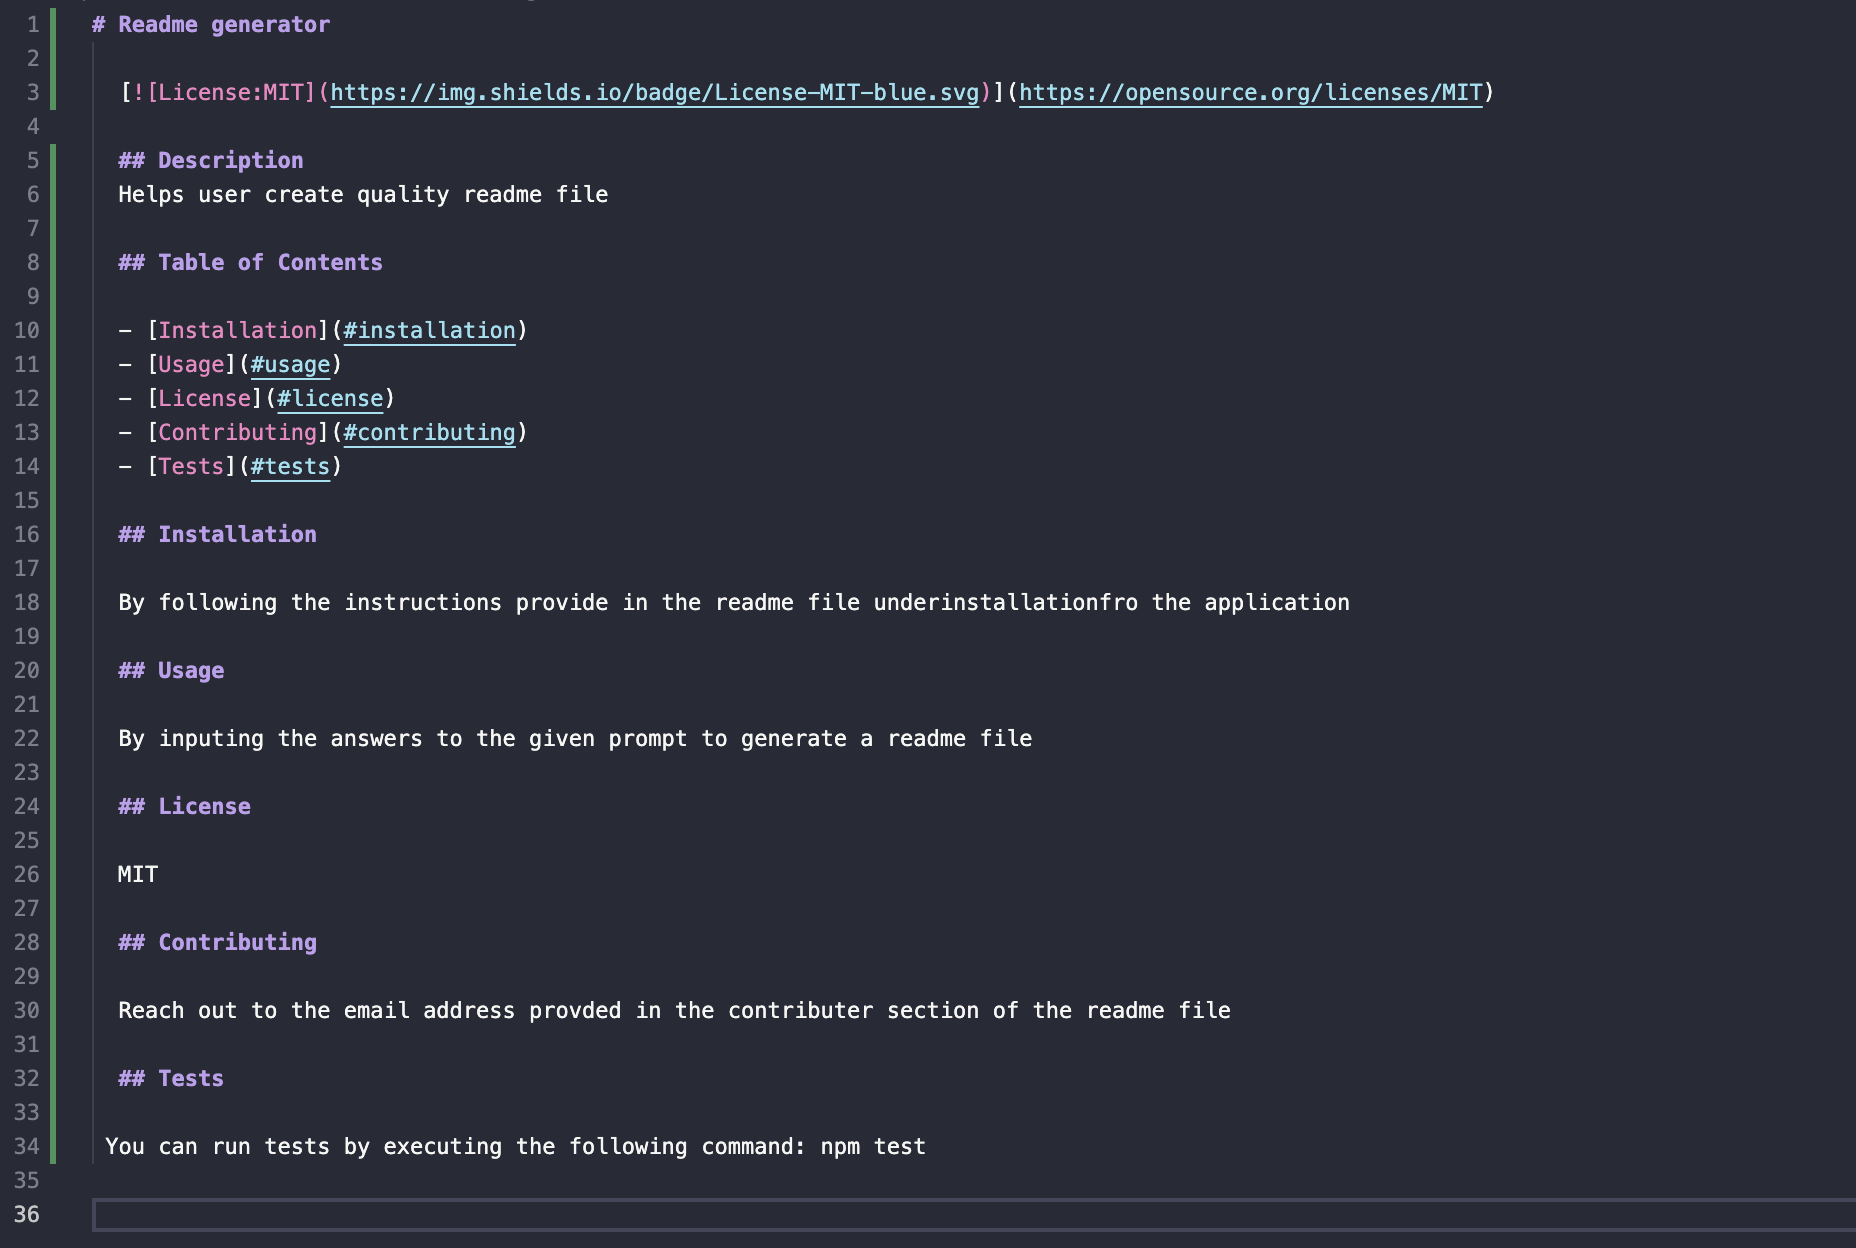 1 # Readme generator
2
3 [![License:MIT](https://img.shields.io/badge/License-MIT-blue.svg)](https://opensource.org/licenses/MIT)
4
5 ## Description
6 Helps user create quality readme file
7
8 ## Table of Contents
9
10 - [Installation](#installation)
11 - [Usage](#usage)
12 - [License](#license)
13 - [Contributing](#contributing)
14 - [Tests](#tests)
15
16 ## Installation
17
18 By following the instructions provide in the readme file underinstallationfro the application
19
20 ## Usage
21
22 By inputing the answers to the given prompt to generate a readme file
23
24 ## License
25
26 MIT
27
28 ## Contributing
29
30 Reach out to the email address provded in the contributer section of the readme file
31
32 ## Tests
33
34 You can run tests by executing the following command: npm test
35
36